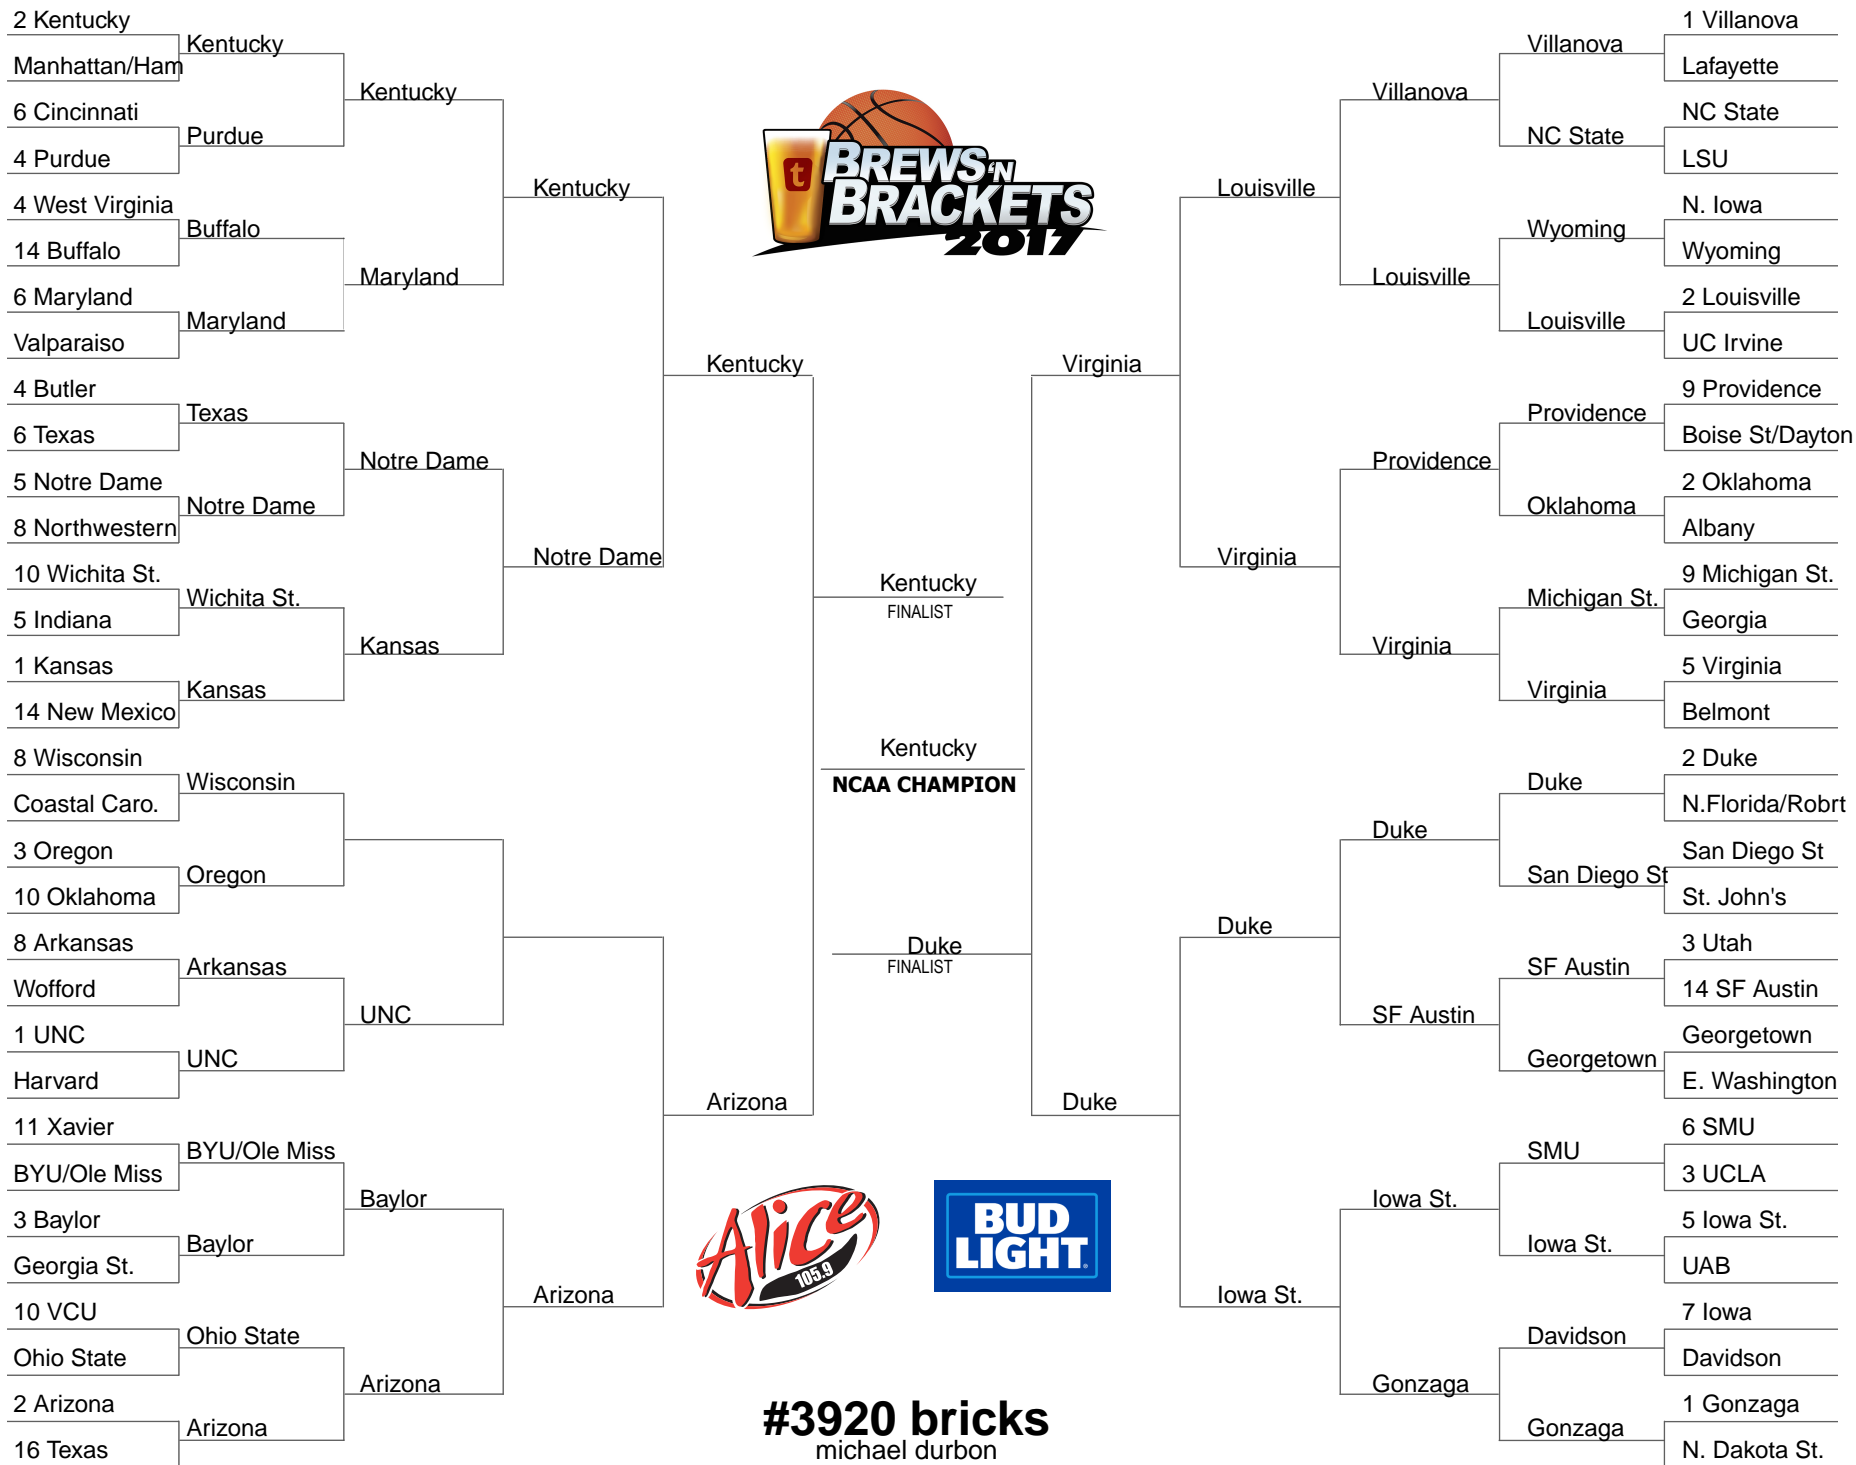 2 Kentucky
Manhattan/Ham
6 Cincinnati
4 Purdue
4 West Virginia
14 Buffalo
6 Maryland
Valparaiso
4 Butler
6 Texas
5 Notre Dame
8 Northwestern
10 Wichita St.
5 Indiana
1 Kansas
14 New Mexico
8 Wisconsin
Coastal Caro.
3 Oregon
10 Oklahoma
8 Arkansas
Wofford
1 UNC
Harvard
11 Xavier
BYU/Ole Miss
3 Baylor
Georgia St.
10 VCU
Ohio State
2 Arizona
16 Texas
Kentucky
Purdue
Buffalo
Maryland
Texas
Notre Dame
Wichita St.
Kansas
Wisconsin
Oregon
Arkansas
UNC
BYU/Ole Miss
Baylor
Ohio State
Arizona
Kentucky
Maryland
Notre Dame
Kansas
UNC
Baylor
Arizona
Kentucky
Notre Dame
Arizona
Kentucky
Arizona
t
BREWS 'N
BRACKETS
2017
Kentucky
FINALIST
Kentucky
NCAA CHAMPION
Duke
FINALIST
Alice
105.9
BUD
LIGHT
#3920 bricks
michael durbon
Virginia
Duke
Louisville
Virginia
Duke
Iowa St.
Villanova
Louisville
Providence
Virginia
Duke
SF Austin
Iowa St.
Gonzaga
Villanova
NC State
Wyoming
Louisville
Providence
Oklahoma
Michigan St.
Virginia
Duke
San Diego St
SF Austin
Georgetown
SMU
Iowa St.
Davidson
Gonzaga
1 Villanova
Lafayette
NC State
LSU
N. Iowa
Wyoming
2 Louisville
UC Irvine
9 Providence
Boise St/Dayton
2 Oklahoma
Albany
9 Michigan St.
Georgia
5 Virginia
Belmont
2 Duke
N.Florida/Robrt
San Diego St
St. John's
3 Utah
14 SF Austin
Georgetown
E. Washington
6 SMU
3 UCLA
5 Iowa St.
UAB
7 Iowa
Davidson
1 Gonzaga
N. Dakota St.